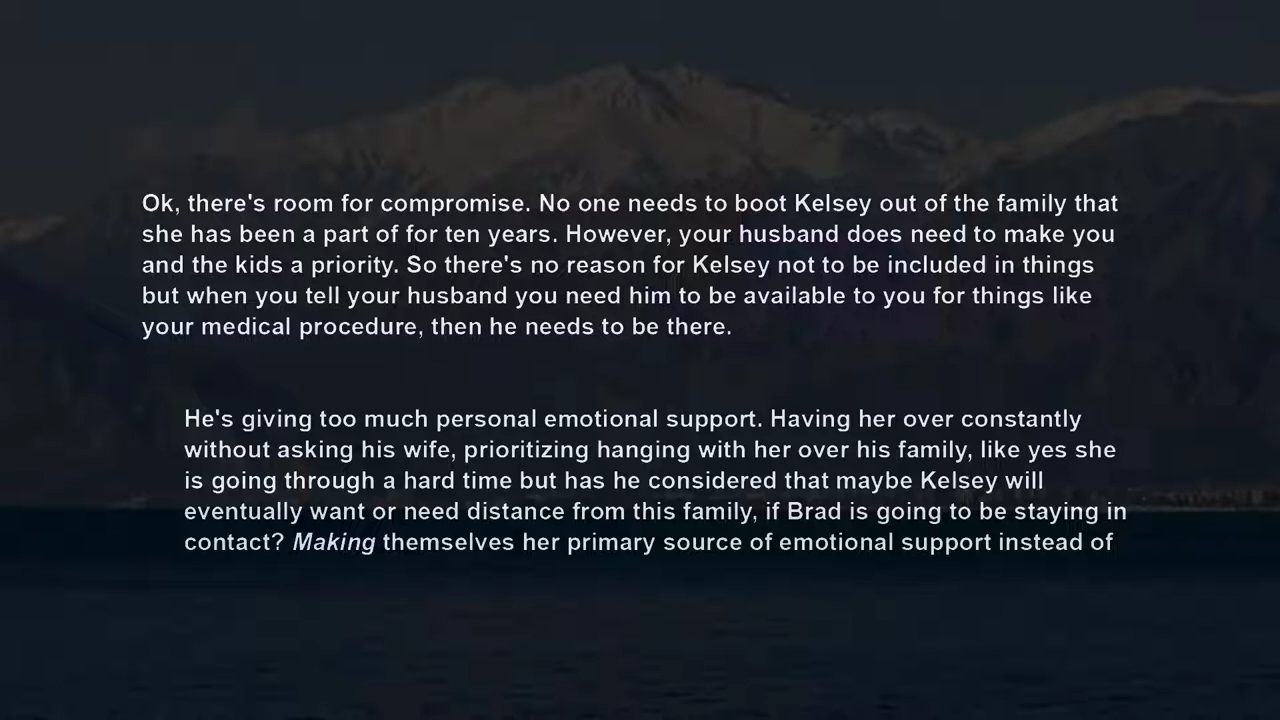 Ok, there's room for compromise. No one needs to boot Kelsey out of the family that
she has been a part of for ten years. However, your husband does need to make you
and the kids a priority. So there's no reason for Kelsey not to be included in things
but when you tell your husband you need him to be available to you for things like
your medical procedure, then he needs to be there.
He's giving too much personal emotional support. Having her over constantly
without asking his wife, prioritizing hanging with her over his family, like yes she
is going through a hard time but has he considered that maybe Kelsey will
eventually want or need distance from this family, if Brad is going to be staying in
contact? Making themselves her primary source of emotional support instead of